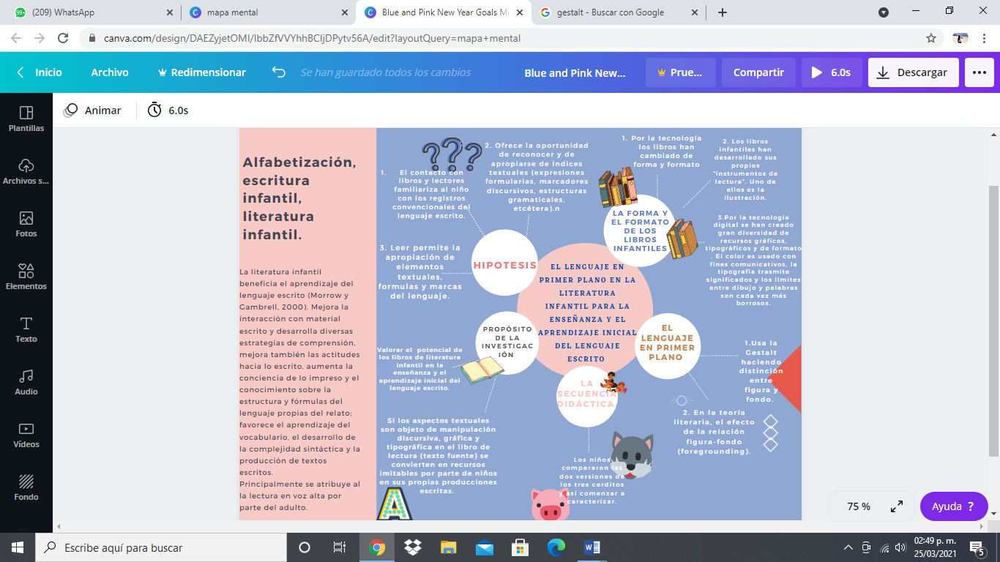 (209) WhatsApp
mapa mental
Blue and Pink New Year Goals Mi
gestalt - Buscar con Google
canva.com/design/DAEZyjetOMI/IbbZfVVYhhBCIjDPytv56A/edit?layoutQuery=mapa+mental
Inicio
Archivo
Redimensionar
Se han guardado todos los cambios
Blue and Pink New...
Prue...
Compartir
6.0s
Descargar
Animar
6.0s
Plantillas
Archivos s...
Fotos
Elementos
Texto
Audio
Vídeos
Fondo
Alfabetización,
escritura
infantil,
literatura
infantil.
La literatura infantil
beneficia el aprendizaje del
lenguaje escrito (Morrow y
Gambrell, 2000). Mejora la
interacción con material
escrito y desarrolla diversas
estrategias de comprensión,
mejora también las actitudes
hacia lo escrito, aumenta la
conciencia de lo impreso y el
conocimiento sobre la
estructura y fórmulas del
lenguaje propias del relato;
favorece el aprendizaje del
vocabulario, el desarrollo de
la complejidad sintáctica y la
producción de textos
escritos.
Principalmente se atribuye al
la lectura en voz alta por
parte del adulto.
???
1. El contacto con
libros y lectores
familiariza al niño
con los registros
convencionales del
lenguaje escrito.
2. Ofrece la oportunidad
de reconocer y de
apropiarse de índices
textuales (expresiones
formularias, marcadores
discursivos, estructuras
gramaticales,
etcétera).n
3. Leer permite la
apropiación de
elementos
textuales,
formulas y marcas
del lenguaje.
HIPOTESIS
1. Por la tecnología
los libros han
cambiado de
forma y formato
2. Los libros
infantiles han
desarrollado sus
propios
"instrumentos de
lectura". Uno de
ellos es la
ilustración.
3.Por la tecnología
digital se han creado
gran diversidad de
recursos gráficos,
tipográficos y de formato
. El color es usado con
fines comunicativos, la
tipografía trasmite
significados y los límites
entre dibujo y palabras
son cada vez más
borrosos.
LA FORMA Y
EL FORMATO
DE LOS
LIBROS
INFANTILES
EL LENGUAJE EN
PRIMER PLANO EN LA
LITERATURA
INFANTIL PARA LA
ENSEÑANZA Y EL
APRENDIZAJE INICIAL
DEL LENGUAJE
ESCRITO
PROPÓSITO
DE LA
INVESTIGAC
IÓN
Valorar el potencial de
los libros de literatura
infantil en la
enseñanza y el
aprendizaje inicial del
lenguaje escrito.
Si los aspectos textuales
son objeto de manipulación
discursiva, gráfica y
tipográfica en el libro de
lectura (texto fuente) se
convierten en recursos
imitables por parte de niños
en sus propias producciones
escritas.
A
EL
LENGUAJE
EN PRIMER
PLANO
1.Usa la
Gestalt
haciendo
distinción
entre
figura y
fondo.
2. En la teoría
literaria, el efecto
de la relación
figura-fondo
(foregrounding).
LA
SECUENCIA
DIDÁCTICA
Los niños
compararon las
dos versiones de
los tres cerditos
y así comenzar a
caracterizar.
75 %
Ayuda ?
Escribe aquí para buscar
02:49 p. m.
25/03/2021
5